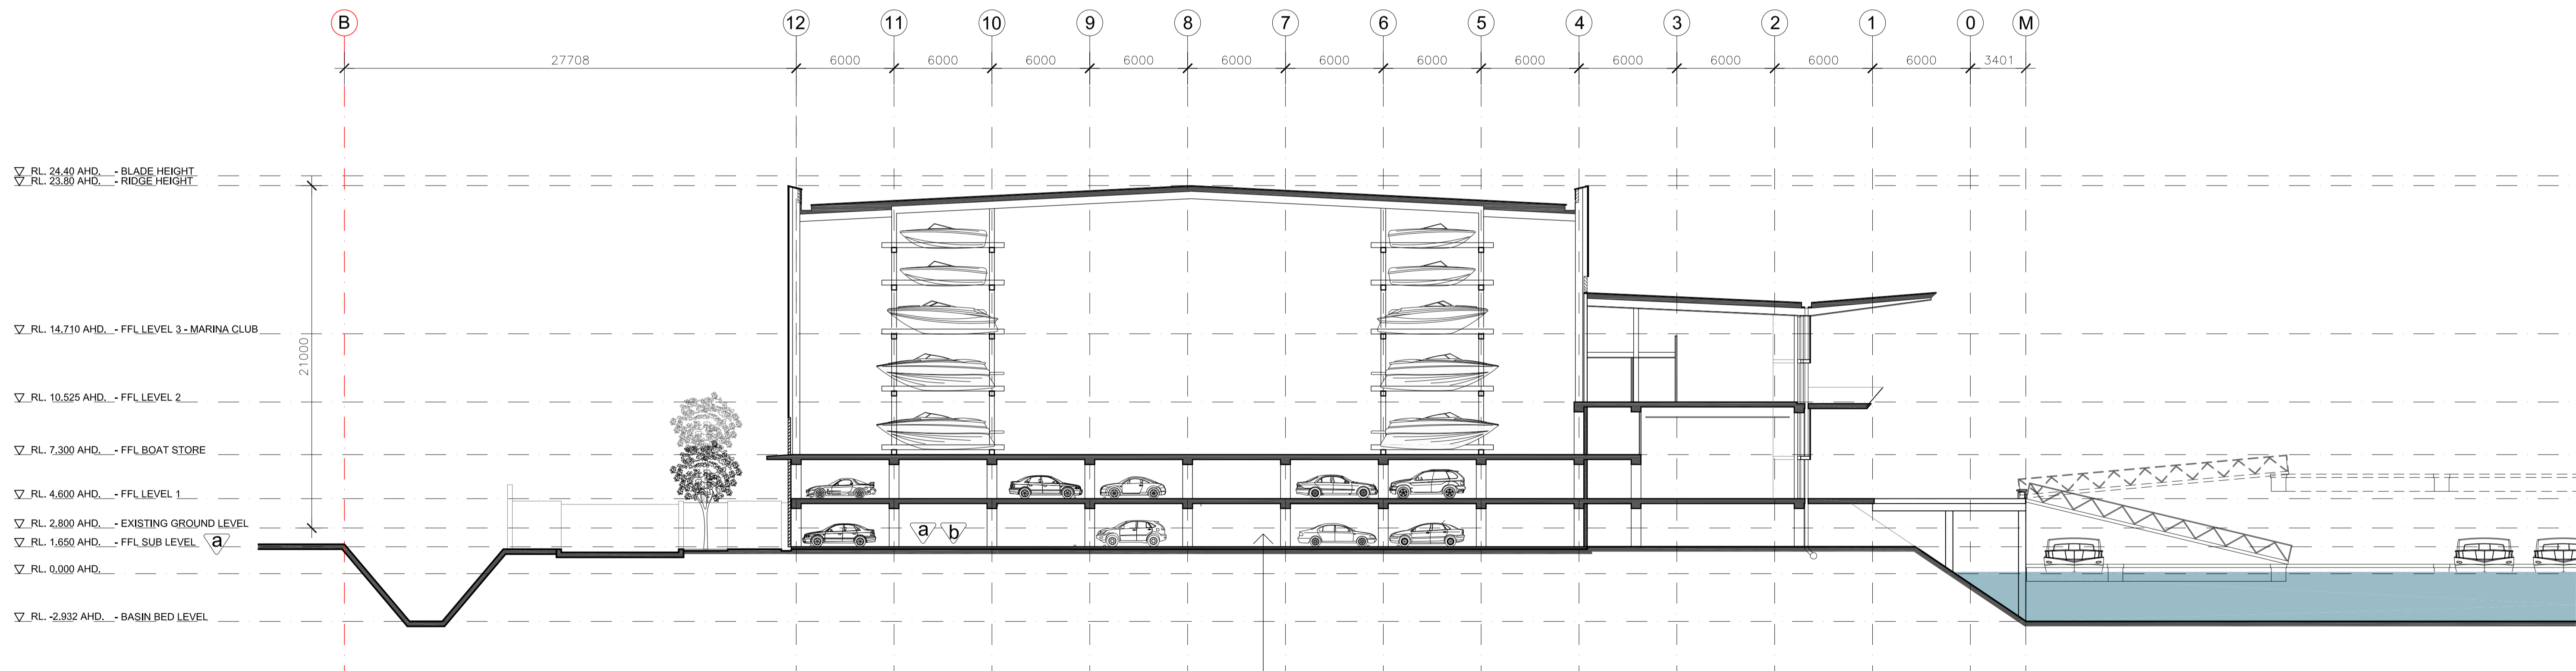 B 12 11 10 9 8 7 6 5 4 3 2 1 0 M
27708 6000 6000 6000 6000 6000 6000 6000 6000 6000 6000 6000 6000 3401
RL. 24.40 AHD. - BLADE HEIGHT
RL. 23.80 AHD. - RIDGE HEIGHT
RL. 14.710 AHD. - FFL LEVEL 3 - MARINA CLUB
21000
RL. 10.525 AHD. - FFL LEVEL 2
RL. 7.300 AHD. - FFL BOAT STORE
RL. 4.600 AHD. - FFL LEVEL 1
RL. 2.800 AHD. - EXISTING GROUND LEVEL
a b
RL. 1.650 AHD. - FFL SUB LEVEL a
RL. 0.000 AHD.
RL. -2.932 AHD. - BASIN BED LEVEL